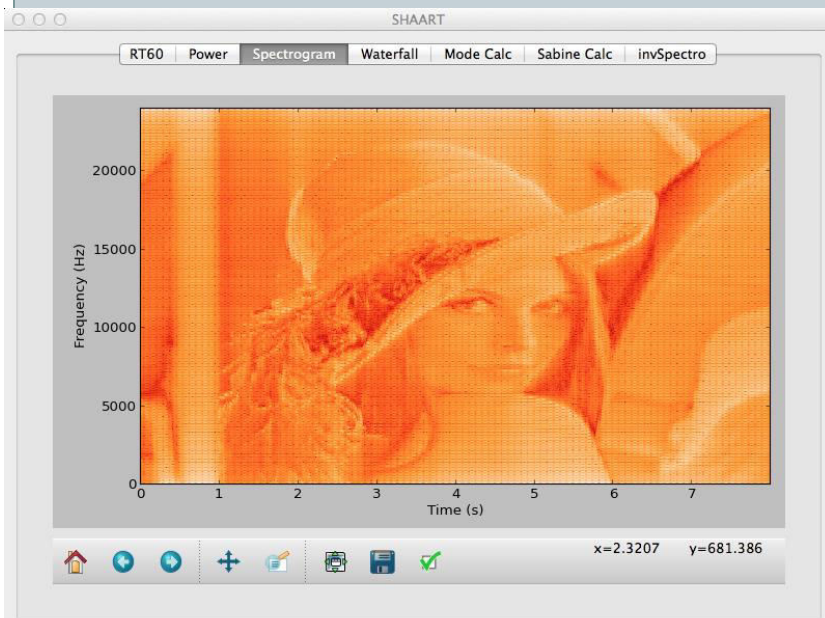 SHAART
RT60 Power Spectrogram Waterfall Mode Calc Sabine Calc invSpectro
20000
15000
10000
5000
0
Frequency (Hz)
0 1 2 3 4 5 6 7
Time (s)
x=2.3207 y=681.386